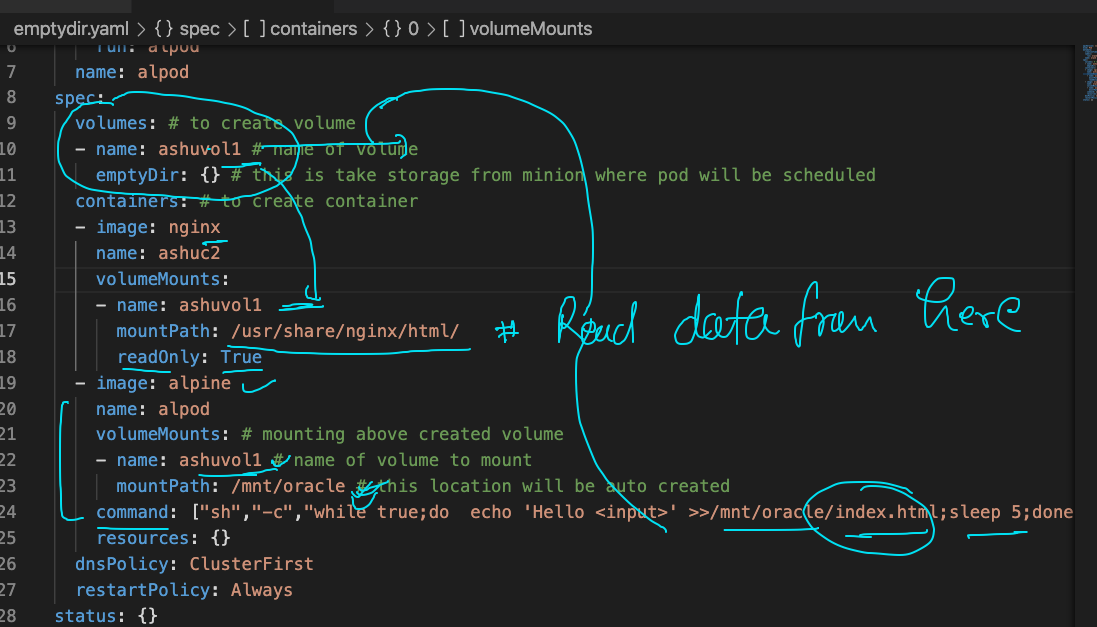 emptydir.yaml > {} spec > [ ] containers > {} 0 > [ ] volumeMounts
6 run: alpod
7 name: alpod
8 spec:
9 volumes: # to create volume
10 - name: ashuvol1 # name of volume
11 emptyDir: {} # this is take storage from minion where pod will be scheduled
12 containers: # to create container
13 - image: nginx
14 name: ashuc2
15 volumeMounts:
16 - name: ashuvol1
17 mountPath: /usr/share/nginx/html/ # Read data from here
18 readOnly: True
19 - image: alpine
20 name: alpod
21 volumeMounts: # mounting above created volume
22 - name: ashuvol1 # name of volume to mount
23 mountPath: /mnt/oracle # this location will be auto created
24 command: ["sh","-c","while true;do  echo 'Hello <input>' >>/mnt/oracle/index.html;sleep 5;done
25 resources: {}
26 dnsPolicy: ClusterFirst
27 restartPolicy: Always
28 status: {}